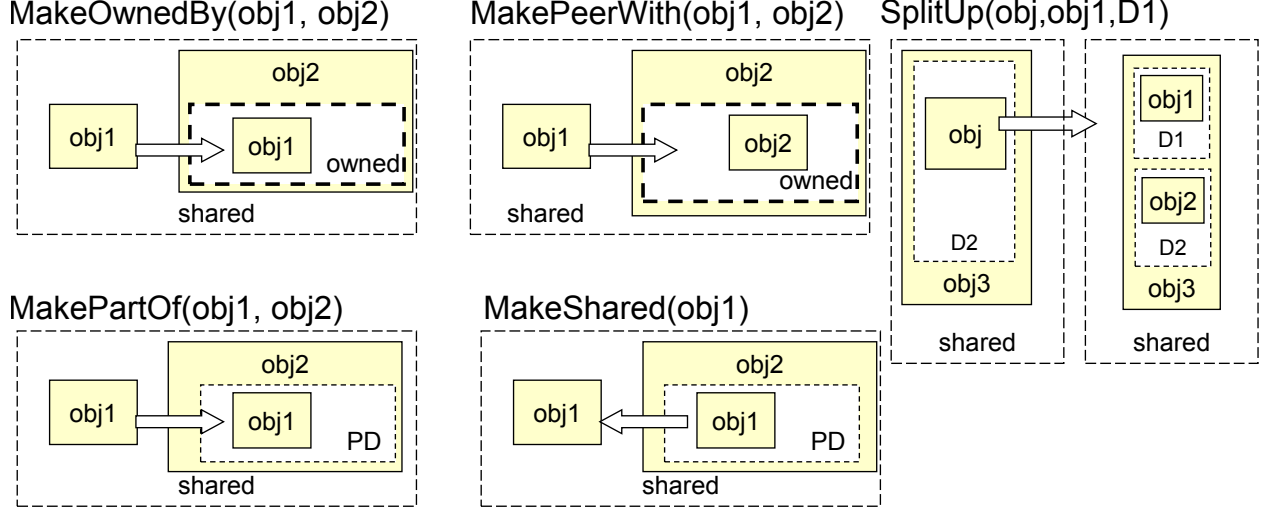 MakeOwnedBy(obj1, obj2)
obj2
obj1
obj1
owned
shared
MakePeerWith(obj1, obj2)
obj2
obj1
obj2
owned
shared
SplitUp(obj,obj1,D1)
obj
D2
obj3
shared
obj1
D1
obj2
D2
obj3
shared
MakePartOf(obj1, obj2)
obj2
obj1
obj1
PD
shared
MakeShared(obj1)
obj2
obj1
obj1
PD
shared